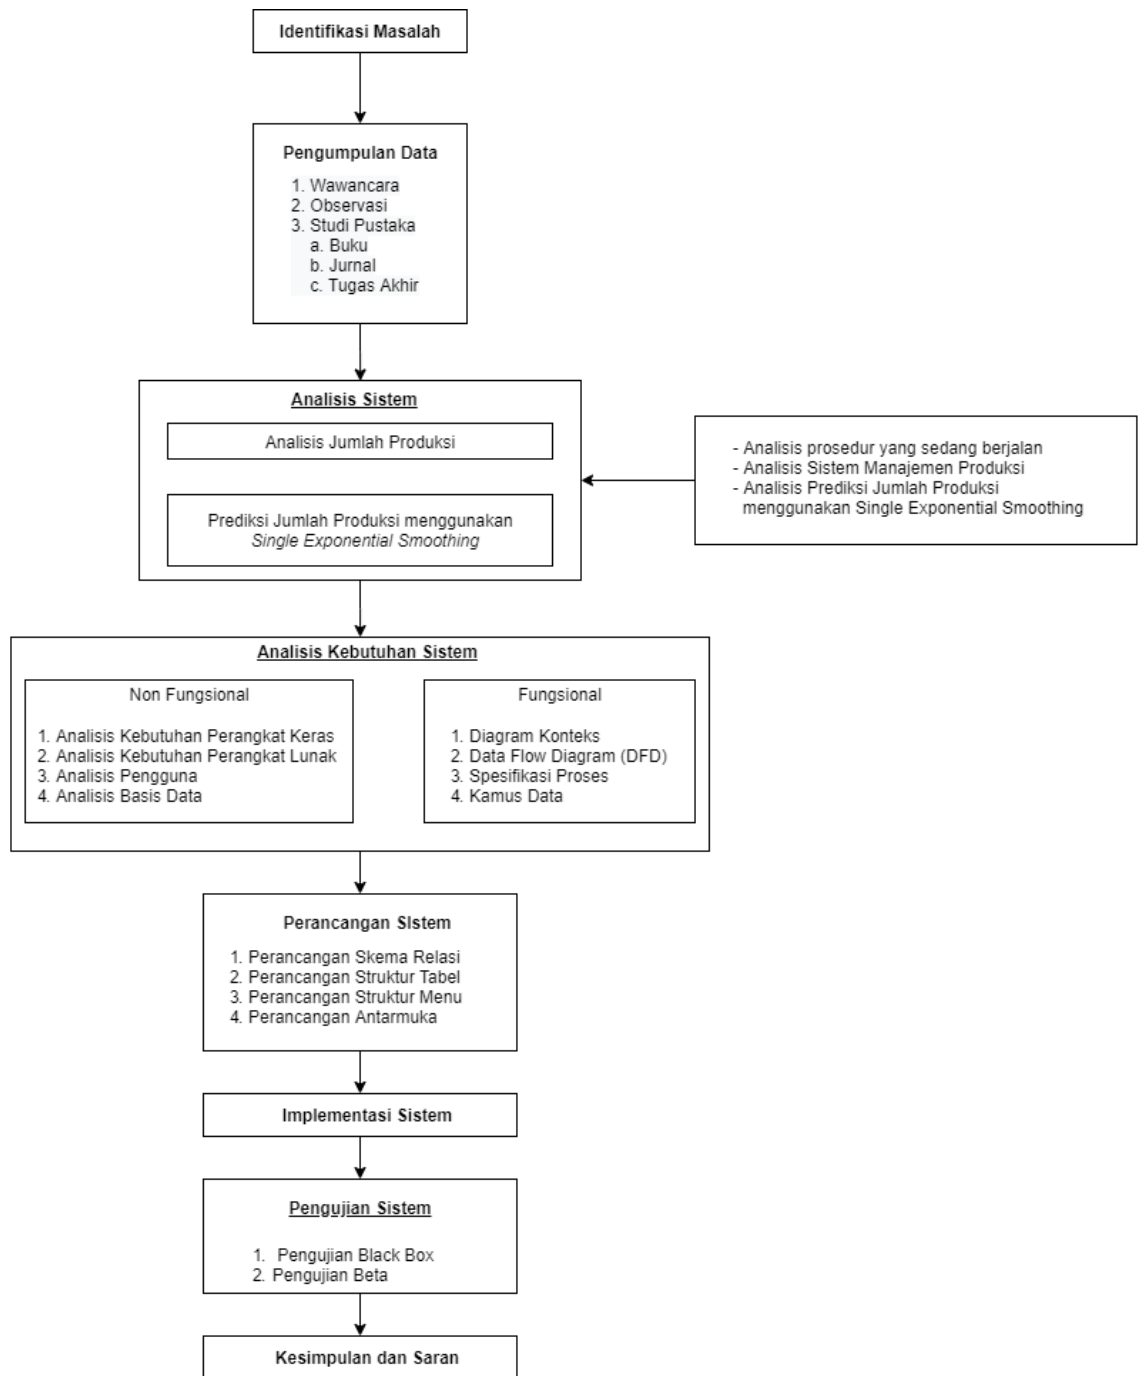 Identifikasi Masalah
Pengumpulan Data
1. Wawancara
2. Observasi
3. Studi Pustaka
a. Buku
b. Jurnal
c. Tugas Akhir
Analisis Sistem
Analisis Jumlah Produksi
Prediksi Jumlah Produksi menggunakan
Single Exponential Smoothing
- Analisis prosedur yang sedang berjalan
- Analisis Sistem Manajemen Produksi
- Analisis Prediksi Jumlah Produksi
menggunakan Single Exponential Smoothing
Analisis Kebutuhan Sistem
Non Fungsional
1. Analisis Kebutuhan Perangkat Keras
2. Analisis Kebutuhan Perangkat Lunak
3. Analisis Pengguna
4. Analisis Basis Data
Fungsional
1. Diagram Konteks
2. Data Flow Diagram (DFD)
3. Spesifikasi Proses
4. Kamus Data
Perancangan SIstem
1. Perancangan Skema Relasi
2. Perancangan Struktur Tabel
3. Perancangan Struktur Menu
4. Perancangan Antarmuka
Implementasi Sistem
Pengujian Sistem
1. Pengujian Black Box
2. Pengujian Beta
Kesimpulan dan Saran